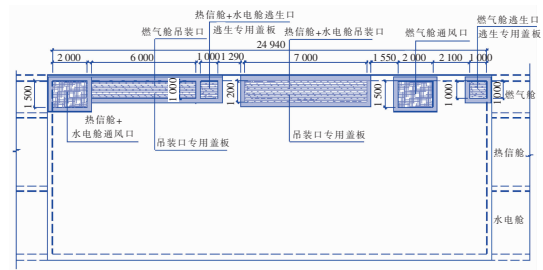 热信舱+水电舱逃生口
燃气舱吊装口
逃生专用盖板
热信舱+水电舱吊装口
燃气舱通风口
燃气舱逃生口
逃生专用盖板
24 940
2 000
6 000
1 000
1 290
7 000
1 550
2 000
2 100
1 000
1 500
1 000
1 200
1 500
1 000
1 000
燃气舱
热信舱+
水电舱通风口
吊装口专用盖板
吊装口专用盖板
热信舱
水电舱